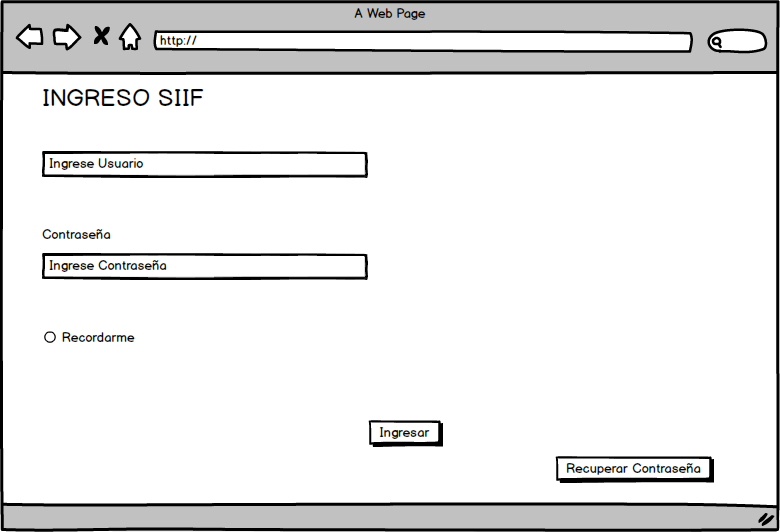 A Web Page
http://
INGRESO SIIF
Ingrese Usuario
Contraseña
Ingrese Contraseña
Recordarme
Ingresar
Recuperar Contraseña